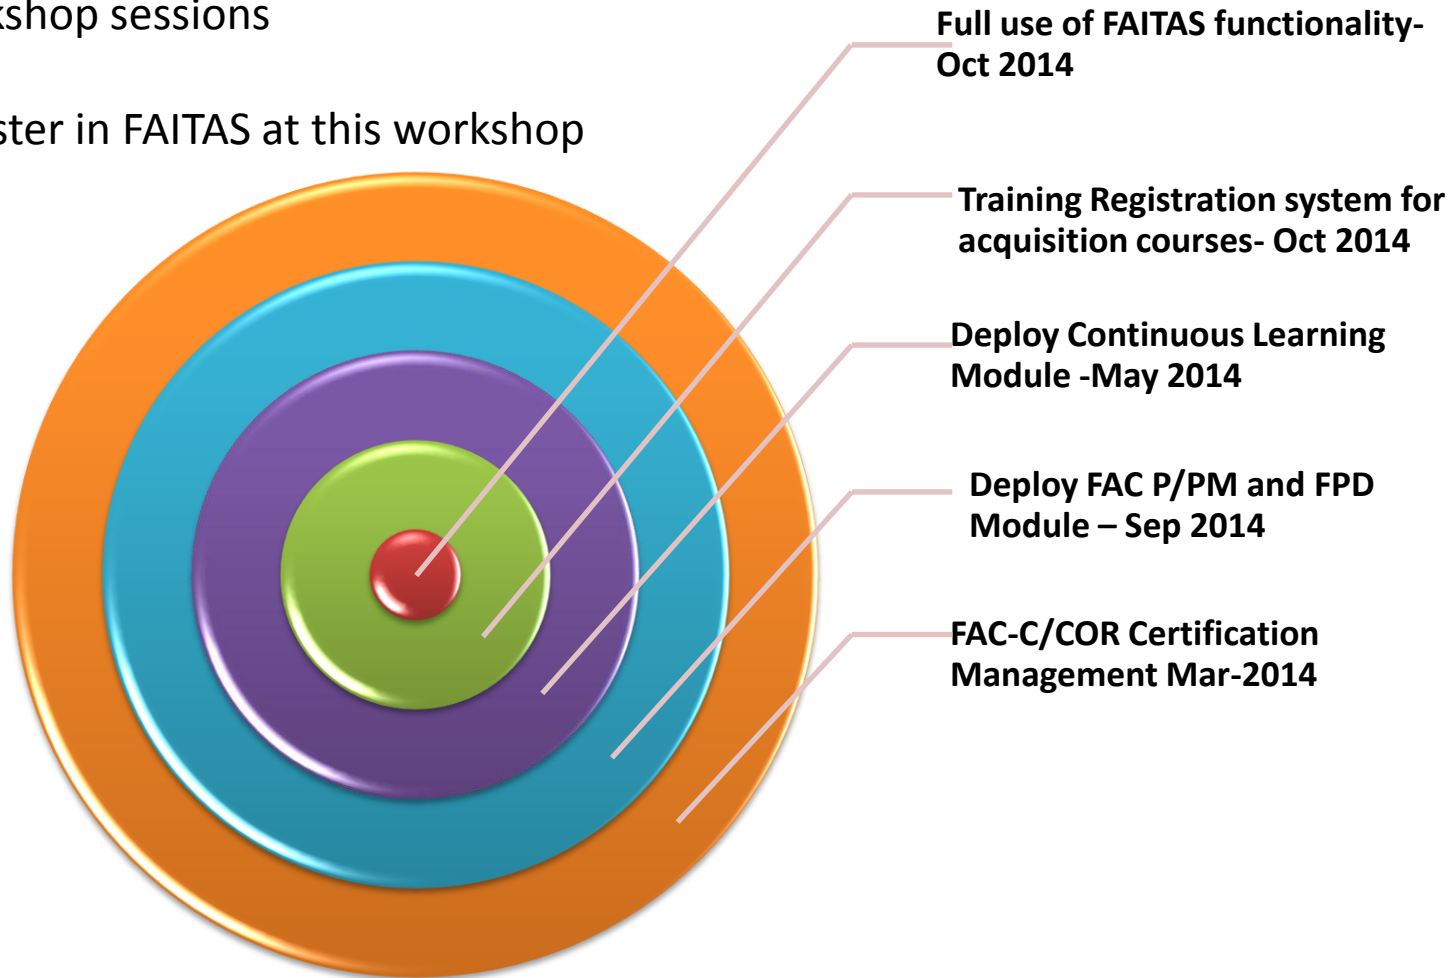 sessions
in FAITAS at this workshop
Full use of FAITAS functionality-
Oct 2014
Training Registration system for
acquisition courses- Oct 2014
Deploy Continuous Learning
Module -May 2014
Deploy FAC P/PM and FPD
Module – Sep 2014
FAC-C/COR Certification
Management Mar-2014